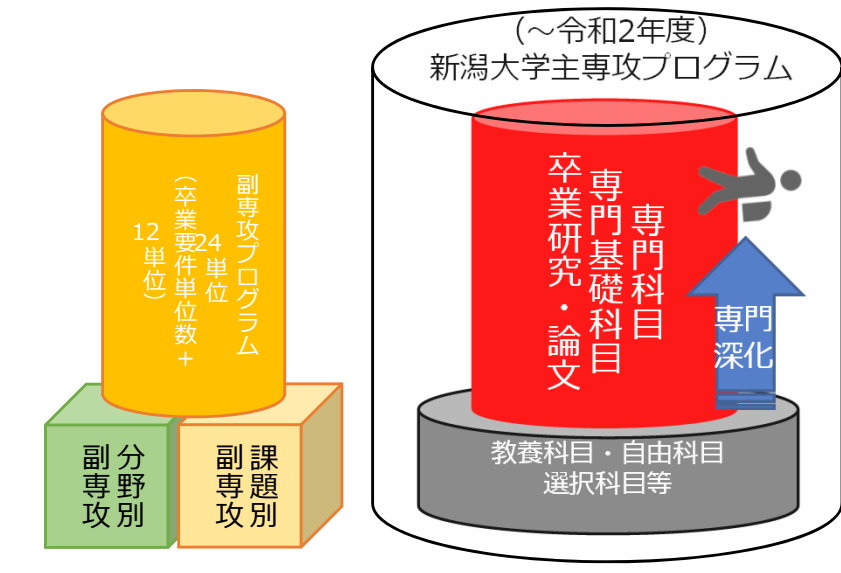 （～令和2年度）
新潟大学主専攻プログラム
副専攻プログラム
24単位
（卒業要件単位数＋
12単位）
分野別
副専攻
課題別
副専攻
専門科目
専門基礎科目
卒業研究・論文
専門
深化
教養科目・自由科目
選択科目等